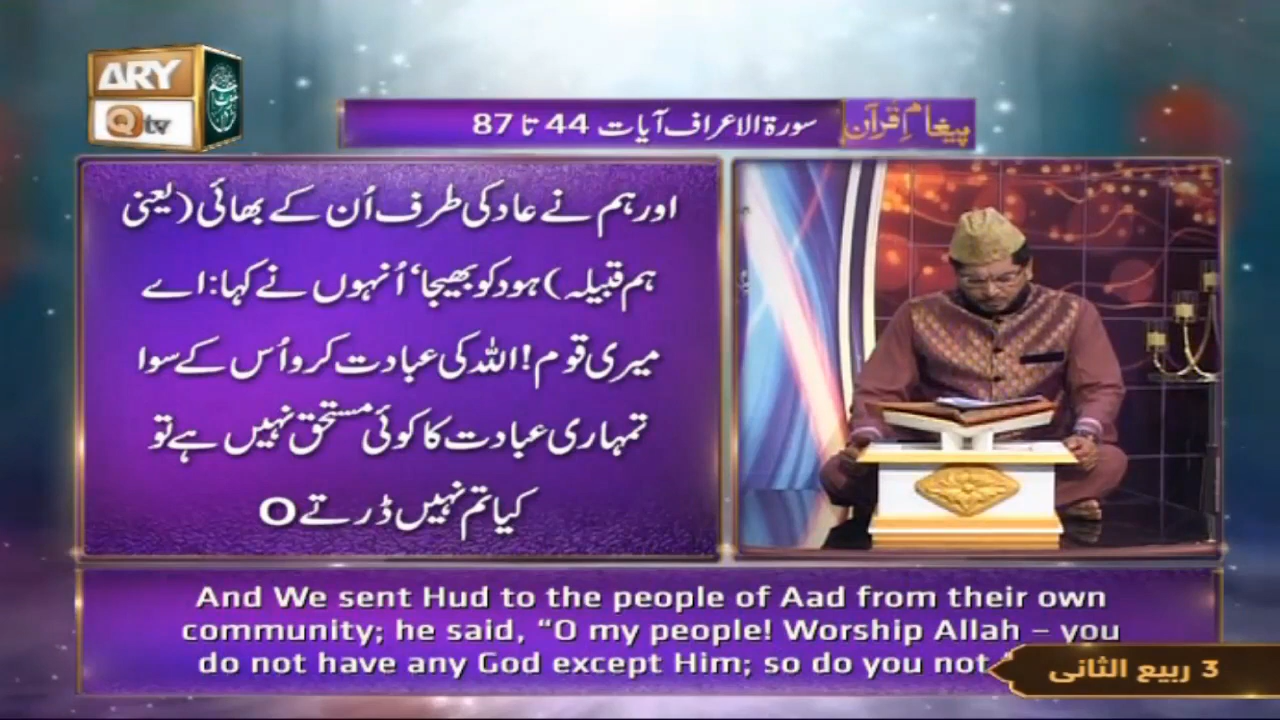 ARY
Qtv
پیغامِ قرآن
سورۃ الاعراف آیات 44 تا 87
اور ہم نے عاد کی طرف اُن کے بھائی (یعنی
ہم قبیلہ) ہود کو بھیجا‘ اُنہوں نے کہا: اے
میری قوم! اللہ کی عبادت کرو اُس کے سوا
تمہاری عبادت کا کوئی مستحق نہیں ہے تو
کیا تم نہیں ڈرتے O
And We sent Hud to the people of Aad from their own
community; he said, “O my people! Worship Allah – you
do not have any God except Him; so do you not
3 ربیع الثانی